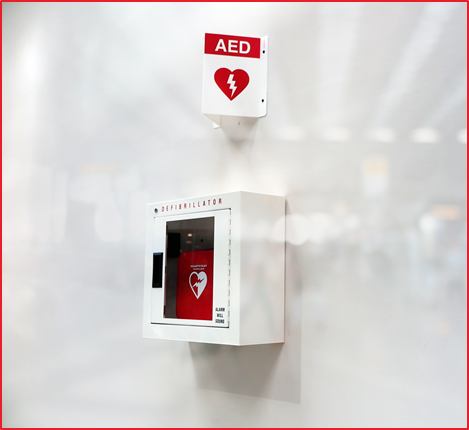 AED
DEFIBRILLATOR
ALARM
WILL
SOUND